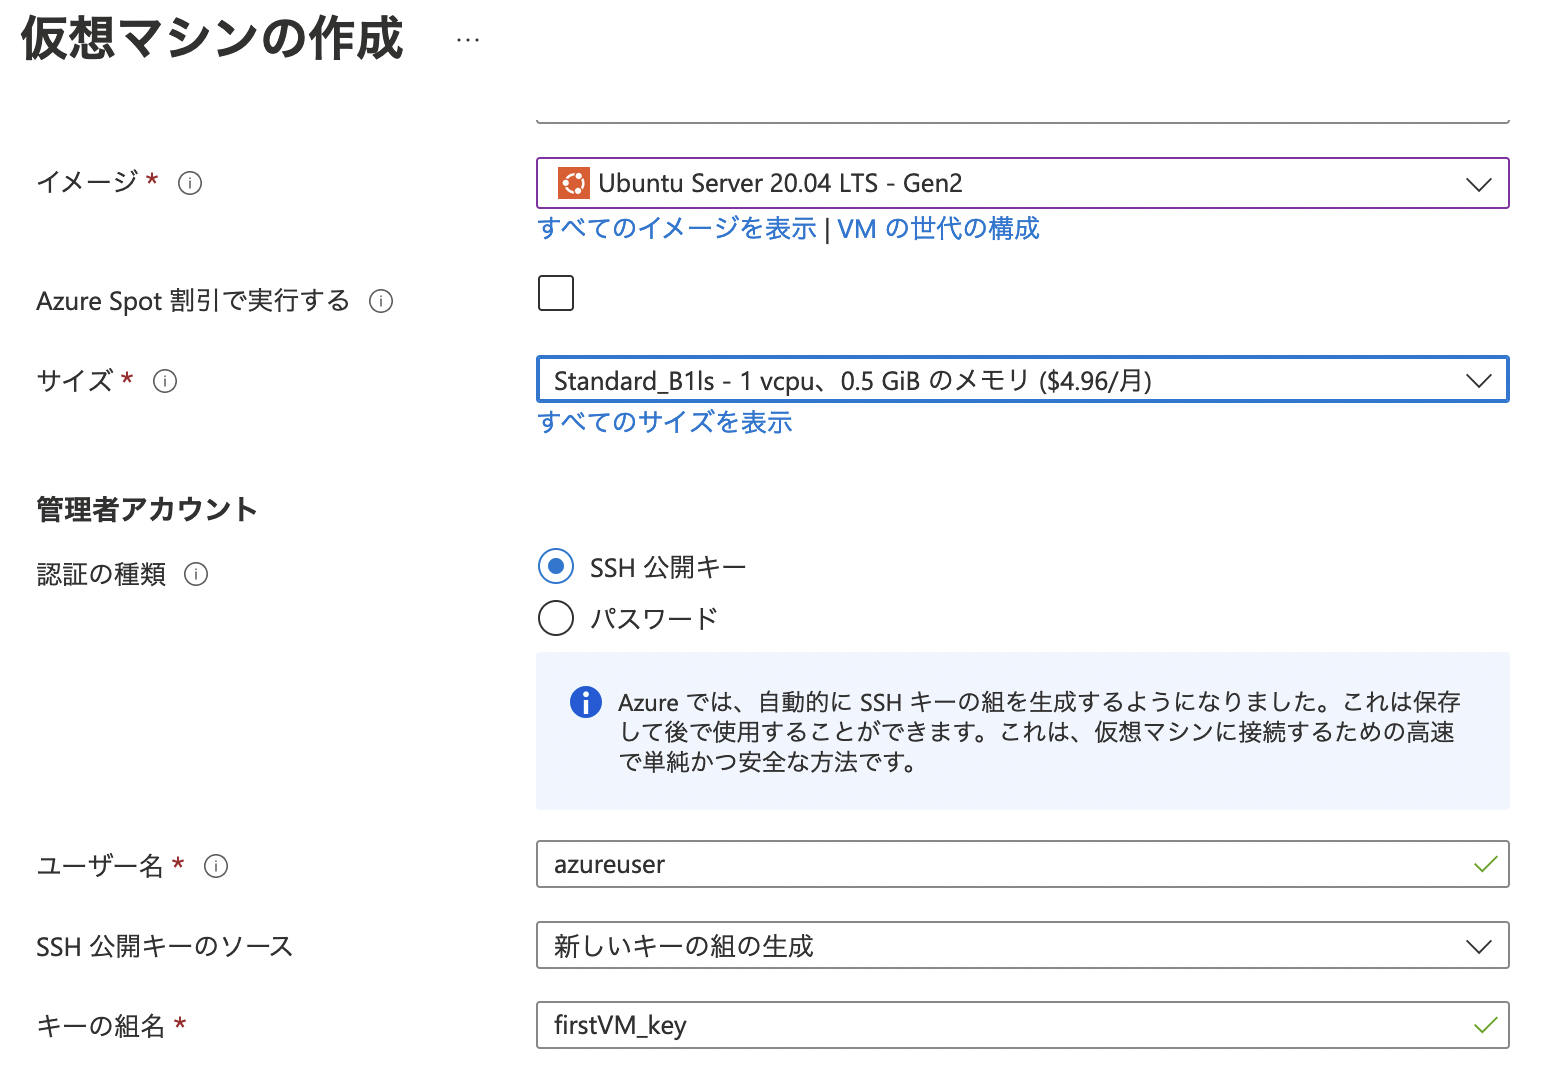 仮想マシンの作成 …
イメージ *
Ubuntu Server 20.04 LTS - Gen2
すべてのイメージを表示 | VM の世代の構成
Azure Spot 割引で実行する
サイズ *
Standard_B1ls - 1 vcpu、0.5 GiB のメモリ ($4.96/月)
すべてのサイズを表示
管理者アカウント
認証の種類
SSH 公開キー
パスワード
Azure では、自動的に SSH キーの組を生成するようになりました。これは保存
して後で使用することができます。これは、仮想マシンに接続するための高速
で単純かつ安全な方法です。
ユーザー名 *
azureuser
SSH 公開キーのソース
新しいキーの組の生成
キーの組名 *
firstVM_key